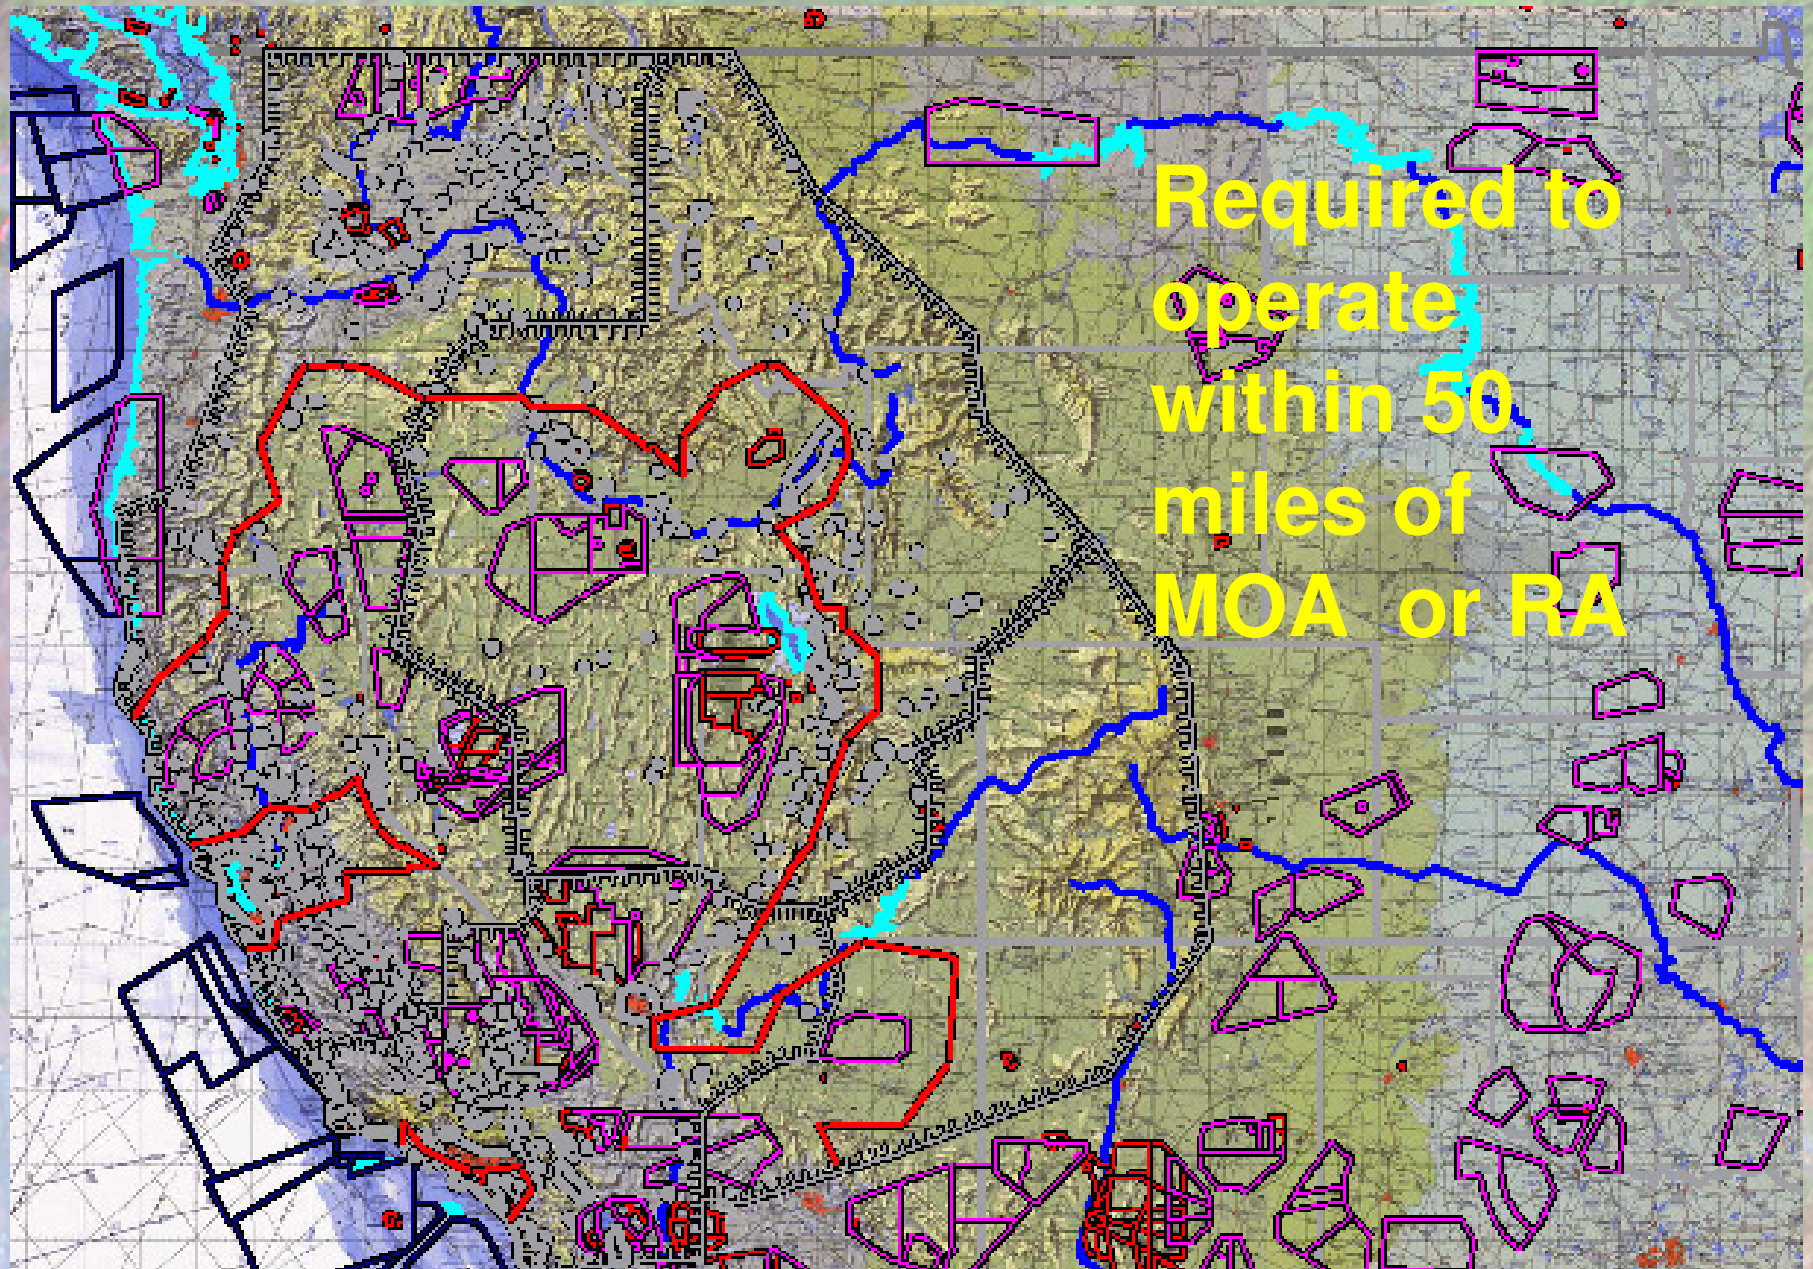 Required to
operate
within 50
miles of
MOA or RA